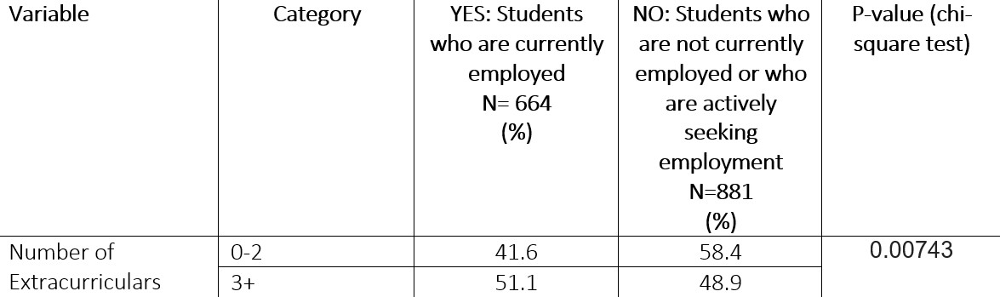 Variable
Category
YES: Students
who are currently
employed
N= 664
(%)
NO: Students who
are not currently
employed or who
are actively
seeking
employment
N=881
(%)
P-value (chi-
square test)
Number of
Extracurriculars
0-2
41.6
58.4
0.00743
3+
51.1
48.9